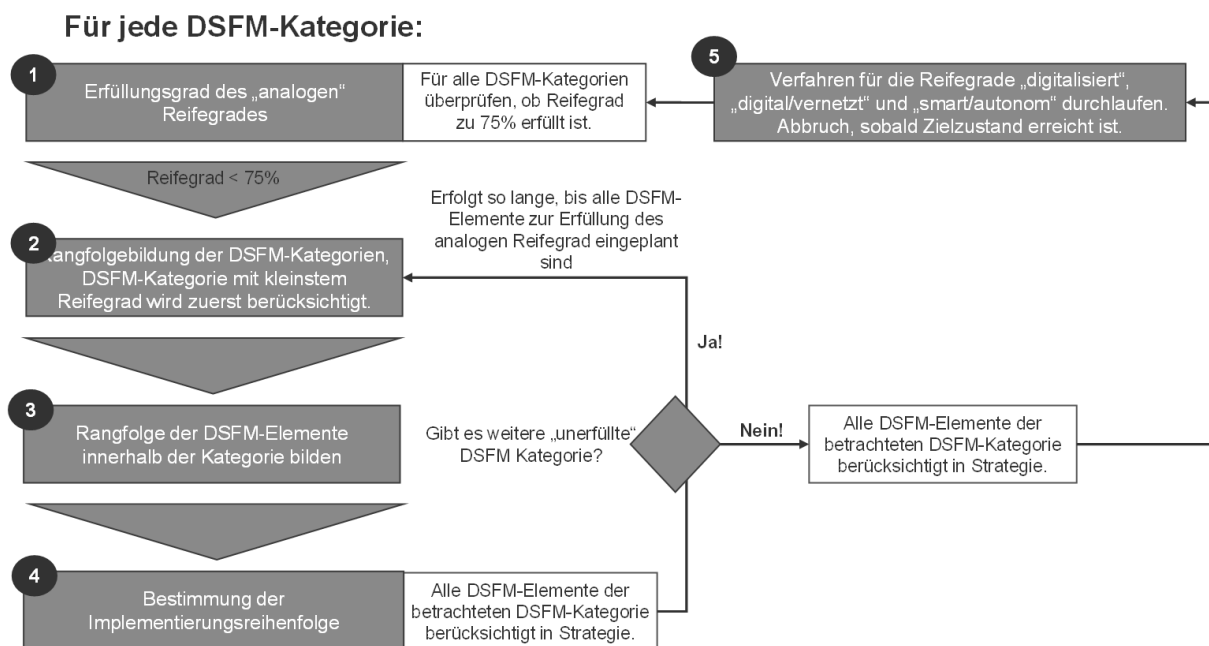 Für jede DSFM-Kategorie:
1
Erfüllungsgrad des „analogen“
Reifegrades
Für alle DSFM-Kategorien
überprüfen, ob Reifegrad
zu 75% erfüllt ist.
5
Verfahren für die Reifegrade „digitalisiert“,
„digital/vernetzt“ und „smart/autonom“ durchlaufen.
Abbruch, sobald Zielzustand erreicht ist.
Reifegrad < 75%
Erfolgt so lange, bis alle DSFM-
Elemente zur Erfüllung des
analogen Reifegrad eingeplant
sind
2
angfolgebildung der DSFM-Kategorien,
DSFM-Kategorie mit kleinstem
Reifegrad wird zuerst berücksichtigt.
Ja!
3
Rangfolge der DSFM-Elemente
innerhalb der Kategorie bilden
Gibt es weitere „unerfüllte“
DSFM Kategorie?
Nein!
Alle DSFM-Elemente der
betrachteten DSFM-Kategorie
berücksichtigt in Strategie.
4
Bestimmung der
Implementierungsreihenfolge
Alle DSFM-Elemente der
betrachteten DSFM-Kategorie
berücksichtigt in Strategie.